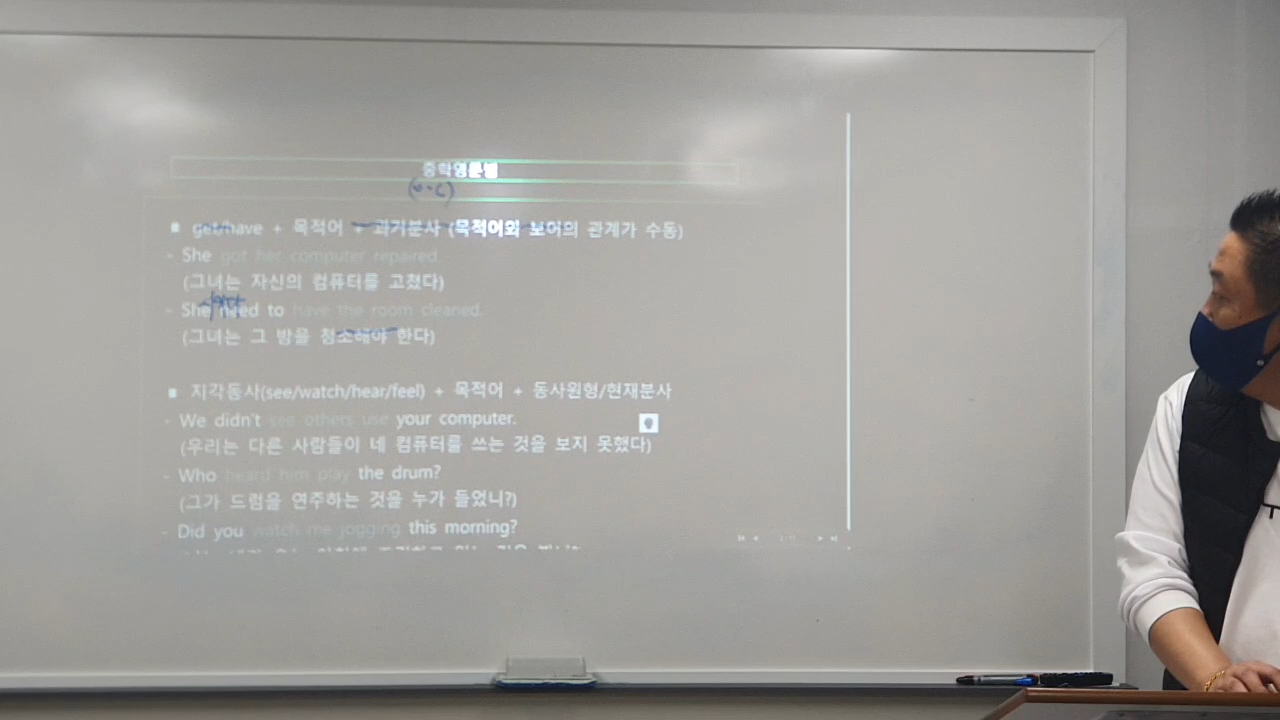 중학영문법
(o·c)
■ get/have + 목적어 + 과거분사 (목적어와 보어의 관계가 수동)
- She got her computer repaired.
(그녀는 자신의 컴퓨터를 고쳤다)
- She need to have the room cleaned.
(그녀는 그 방을 청소해야 한다)
■ 지각동사(see/watch/hear/feel) + 목적어 + 동사원형/현재분사
- We didn't see others use your computer.
(우리는 다른 사람들이 네 컴퓨터를 쓰는 것을 보지 못했다)
- Who heard him play the drum?
(그가 드럼을 연주하는 것을 누가 들었니?)
- Did you watch me jogging this morning?